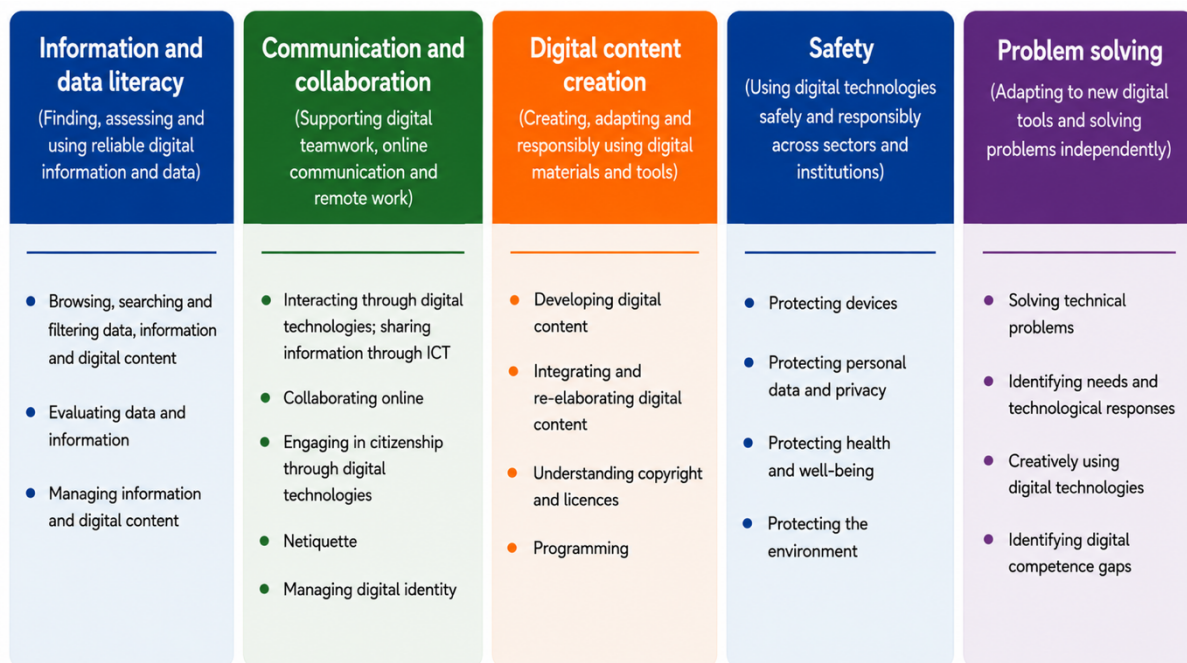 Information and
data literacy
(Finding, assessing and
using reliable digital
information and data)
Browsing, searching and
filtering data, information
and digital content
Evaluating data and
information
Managing information
and digital content
Communication and
collaboration
(Supporting digital
teamwork, online
communication and
remote work)
Interacting through digital
technologies; sharing
information through ICT
Collaborating online
Engaging in citizenship
through digital
technologies
Netiquette
Managing digital identity
Digital content
creation
(Creating, adapting and
responsibly using digital
materials and tools)
Developing digital
content
Integrating and
re-elaborating digital
content
Understanding copyright
and licences
Programming
Safety
(Using digital technologies
safely and responsibly
across sectors and
institutions)
Protecting devices
Protecting personal
data and privacy
Protecting health
and well-being
Protecting the
environment
Problem solving
(Adapting to new digital
tools and solving
problems independently)
Solving technical
problems
Identifying needs and
technological responses
Creatively using
digital technologies
Identifying digital
competence gaps